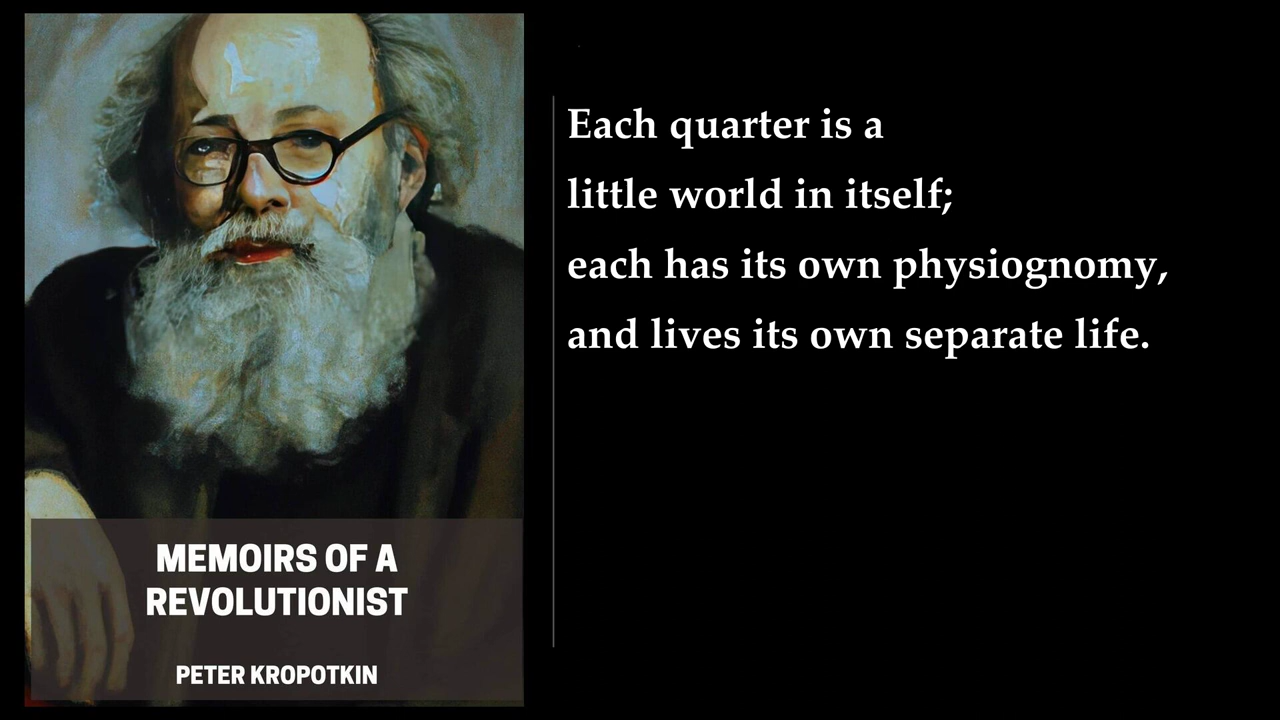 MEMOIRS OF A
REVOLUTIONIST
PETER KROPOTKIN
Each quarter is a
little world in itself;
each has its own physiognomy,
and lives its own separate life.